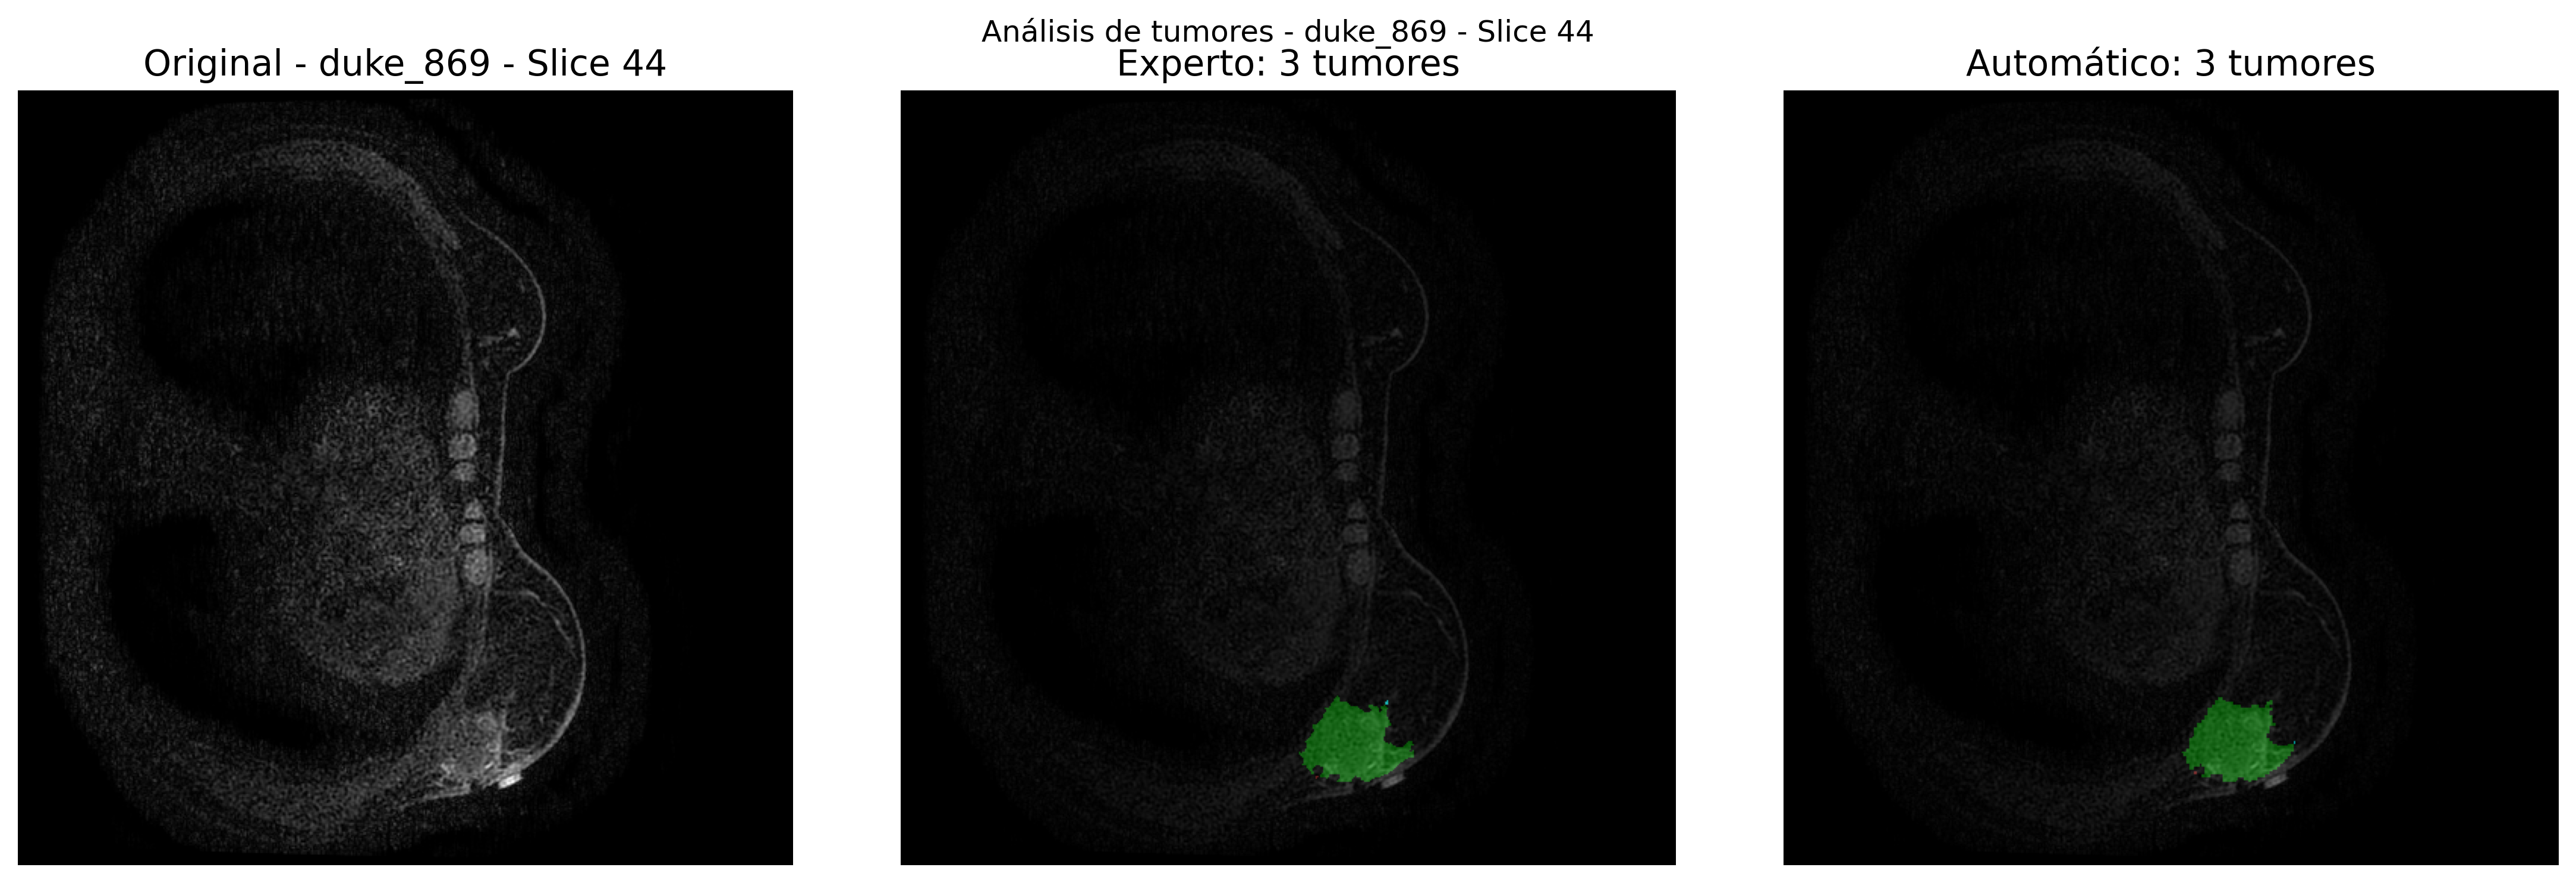 Análisis de tumores - duke_869 - Slice 44
Original - duke_869 - Slice 44
Experto: 3 tumores
Automático: 3 tumores